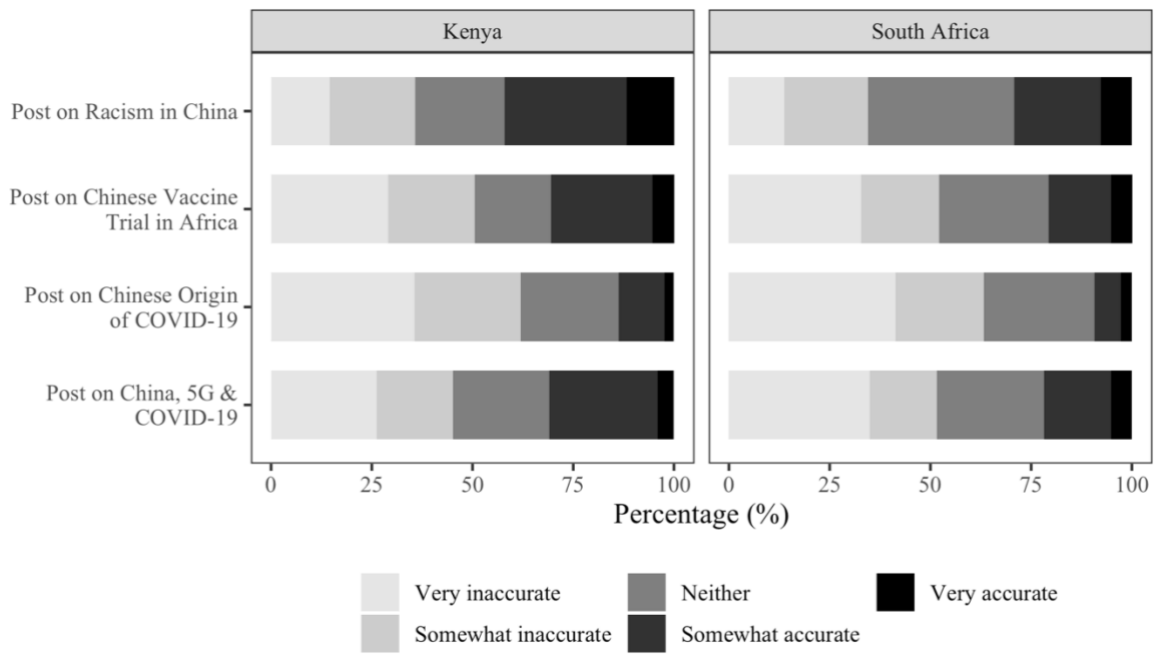 Kenya
South Africa
Post on Racism in China
Post on Chinese Vaccine
Trial in Africa
Post on Chinese Origin
of COVID-19
Post on China, 5G &
COVID-19
0 25 50 75 100
0 25 50 75 100
Percentage (%)
Very inaccurate
Neither
Very accurate
Somewhat inaccurate
Somewhat accurate